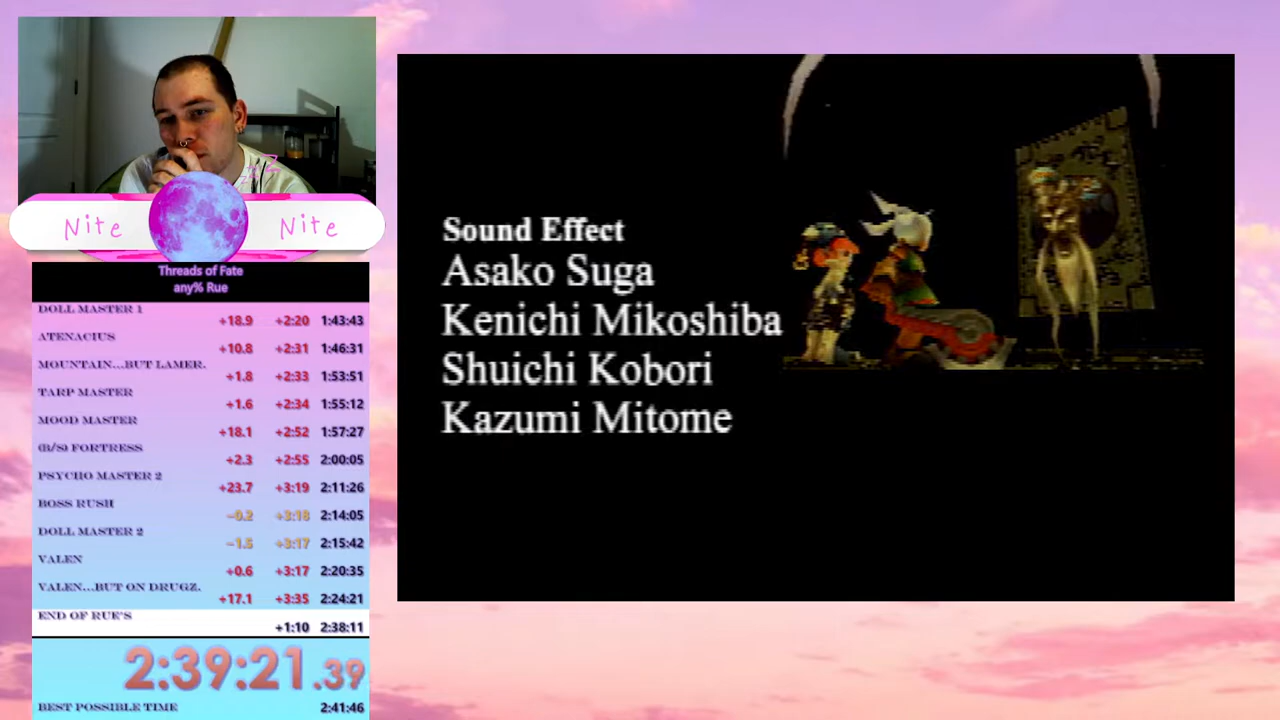 Nite
Nite
Threads of Fate
any% Rue
DOLL MASTER 1
+18.9 +2:20 1:43:43
ATENACIUS
+10.8 +2:31 1:46:31
MOUNTAIN...BUT LAMER.
+1.8 +2:33 1:53:51
TARP MASTER
+1.6 +2:34 1:55:12
MOOD MASTER
+18.1 +2:52 1:57:27
(B/S) FORTRESS
+2.3 +2:55 2:00:05
PSYCHO MASTER 2
+23.7 +3:19 2:11:26
BOSS RUSH
−0.2 +3:18 2:14:05
DOLL MASTER 2
−1.5 +3:17 2:15:42
VALEN
+0.6 +3:17 2:20:35
VALEN...BUT ON DRUGZ.
+17.1 +3:35 2:24:21
END OF RUE'S
+1:10 2:38:11
2:39:21.39
BEST POSSIBLE TIME 2:41:46
Sound Effect
Asako Suga
Kenichi Mikoshiba
Shuichi Kobori
Kazumi Mitome